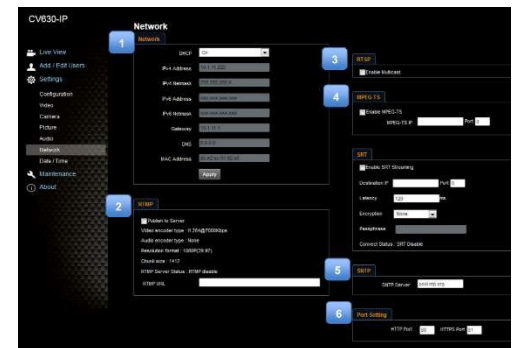 CV630-IP
Live View
Add / Edit Users
Settings
Configuration
Video
Camera
Picture
Audio
Network
Date / Time
Maintenance
About
Network
1
Network
DHCP On
IPv4 Address
IPv4 Netmask
IPv6 Address
IPv6 Netmask
Gateway
DNS
MAC Address
Apply
2
RTMP
Publish to Server
Video encoder type : H.264@7000Kbps
Audio encoder type : None
Resolution format : 1080P(29.97)
Chunk size : 1412
RTMP Server Status : RTMP disable
RTMP URL
3
RTSP
Enable Multicast
4
MPEG-TS
Enable MPEG-TS
MPEG-TS IP Port 0
SRT
Enable SRT Streaming
Destination IP Port 0
Latency 120 ms
Encryption None
Passphrase
Connect Status : SRT Disable
5
SNTP
SNTP Server
6
Port Setting
HTTP Port HTTPS Port